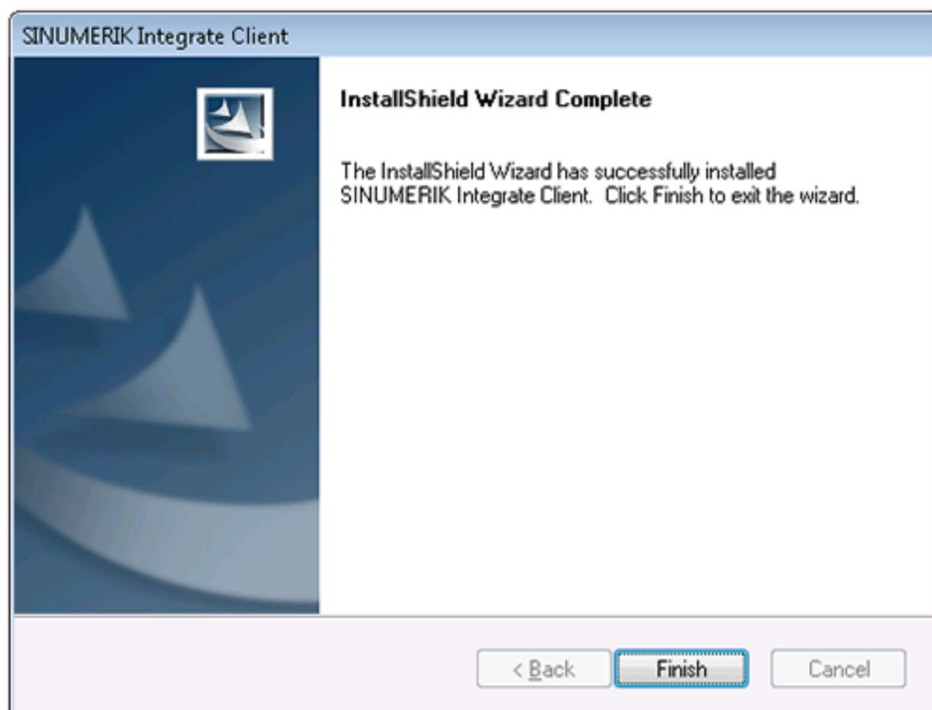 SINUMERIK Integrate Client
InstallShield Wizard Complete
The InstallShield Wizard has successfully installed
SINUMERIK Integrate Client. Click Finish to exit the wizard.
< Back
Finish
Cancel